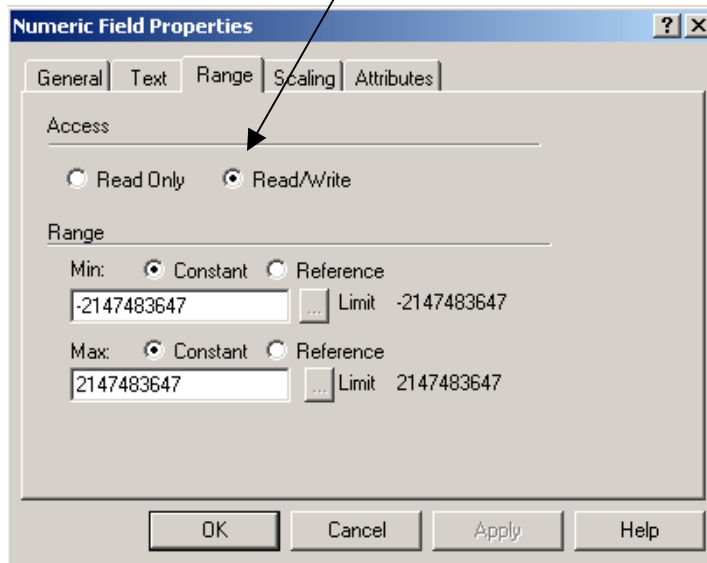 Numeric Field Properties
General Text Range Scaling Attributes
Access
Read Only Read/Write
Range
Min: Constant Reference
-2147483647 ... Limit -2147483647
Max: Constant Reference
2147483647 ... Limit 2147483647
OK Cancel Apply Help